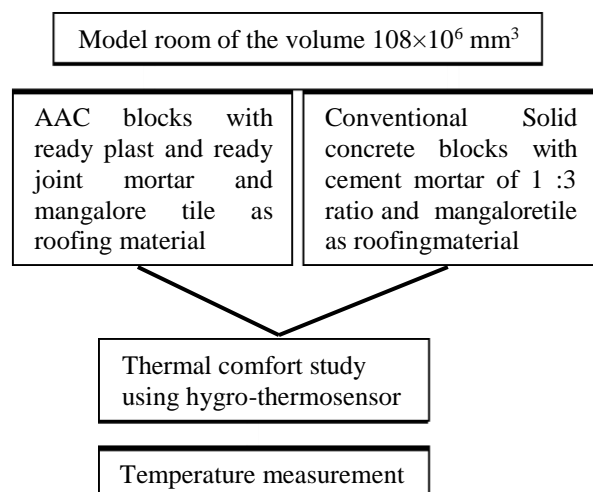 Model room of the volume 108×10⁶ mm³
AAC blocks with
ready plast and ready
joint mortar and
mangalore tile as
roofing material
Conventional Solid
concrete blocks with
cement mortar of 1 :3
ratio and mangaloretile
as roofingmaterial
Thermal comfort study
using hygro-thermosensor
Temperature measurement